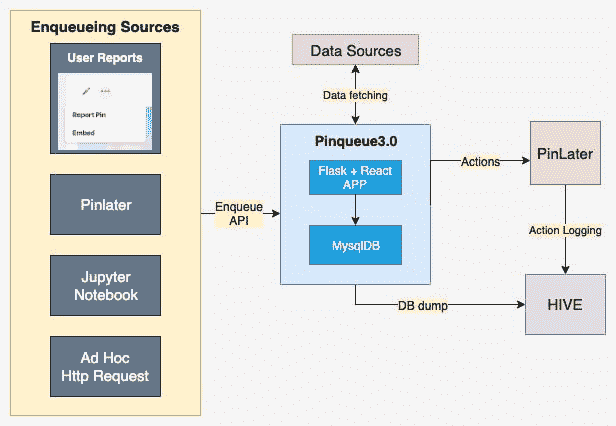 Enqueueing Sources
User Reports
Report Pin
Embed
Pinlater
Jupyter
Notebook
Ad Hoc
Http Request
Enqueue
API
Data Sources
Data fetching
Pinqueue3.0
Flask + React
APP
MysqlDB
Actions
PinLater
Action Logging
DB dump
HIVE